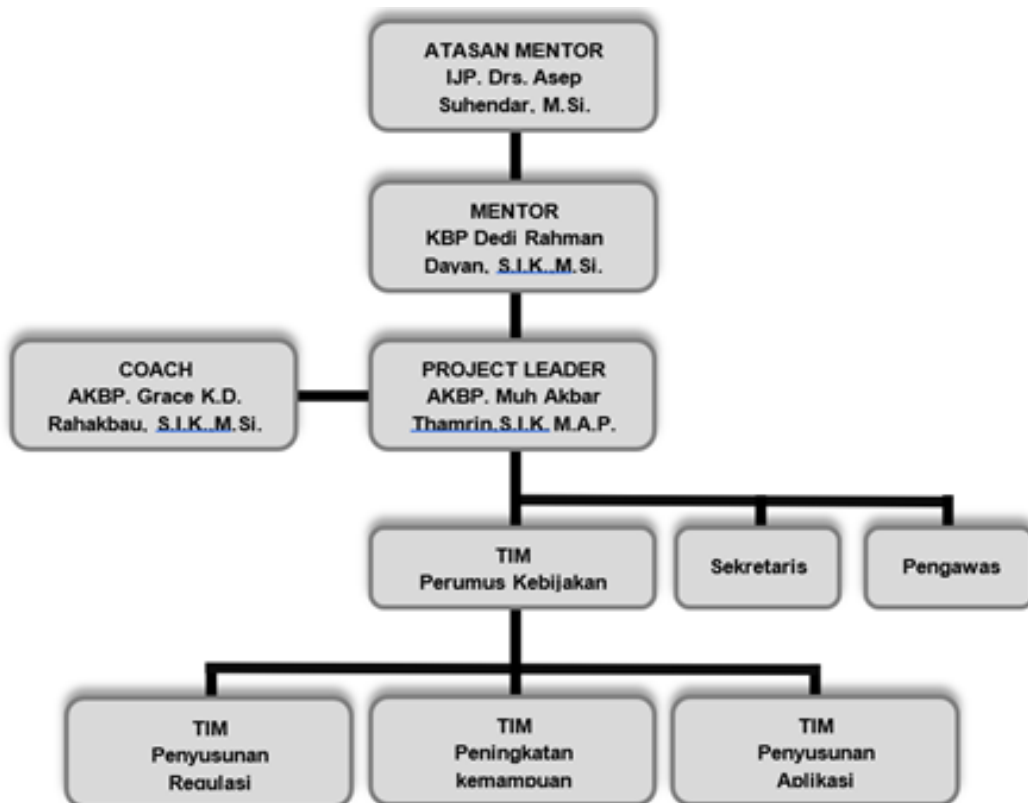 ATASAN MENTOR
IJP. Drs. Asep
Suhendar, M.Si.
MENTOR
KBP Dedi Rahman
Dayan, S.I.K.,M.Si.
COACH
AKBP. Grace K.D.
Rahakbau, S.I.K.,M.Si.
PROJECT LEADER
AKBP. Muh Akbar
Thamrin,S.I.K, M.A.P.
TIM
Perumus Kebijakan
Sekretaris
Pengawas
TIM
Penyusunan
Regulasi
TIM
Peningkatan
kemampuan
TIM
Penyusunan
Aplikasi